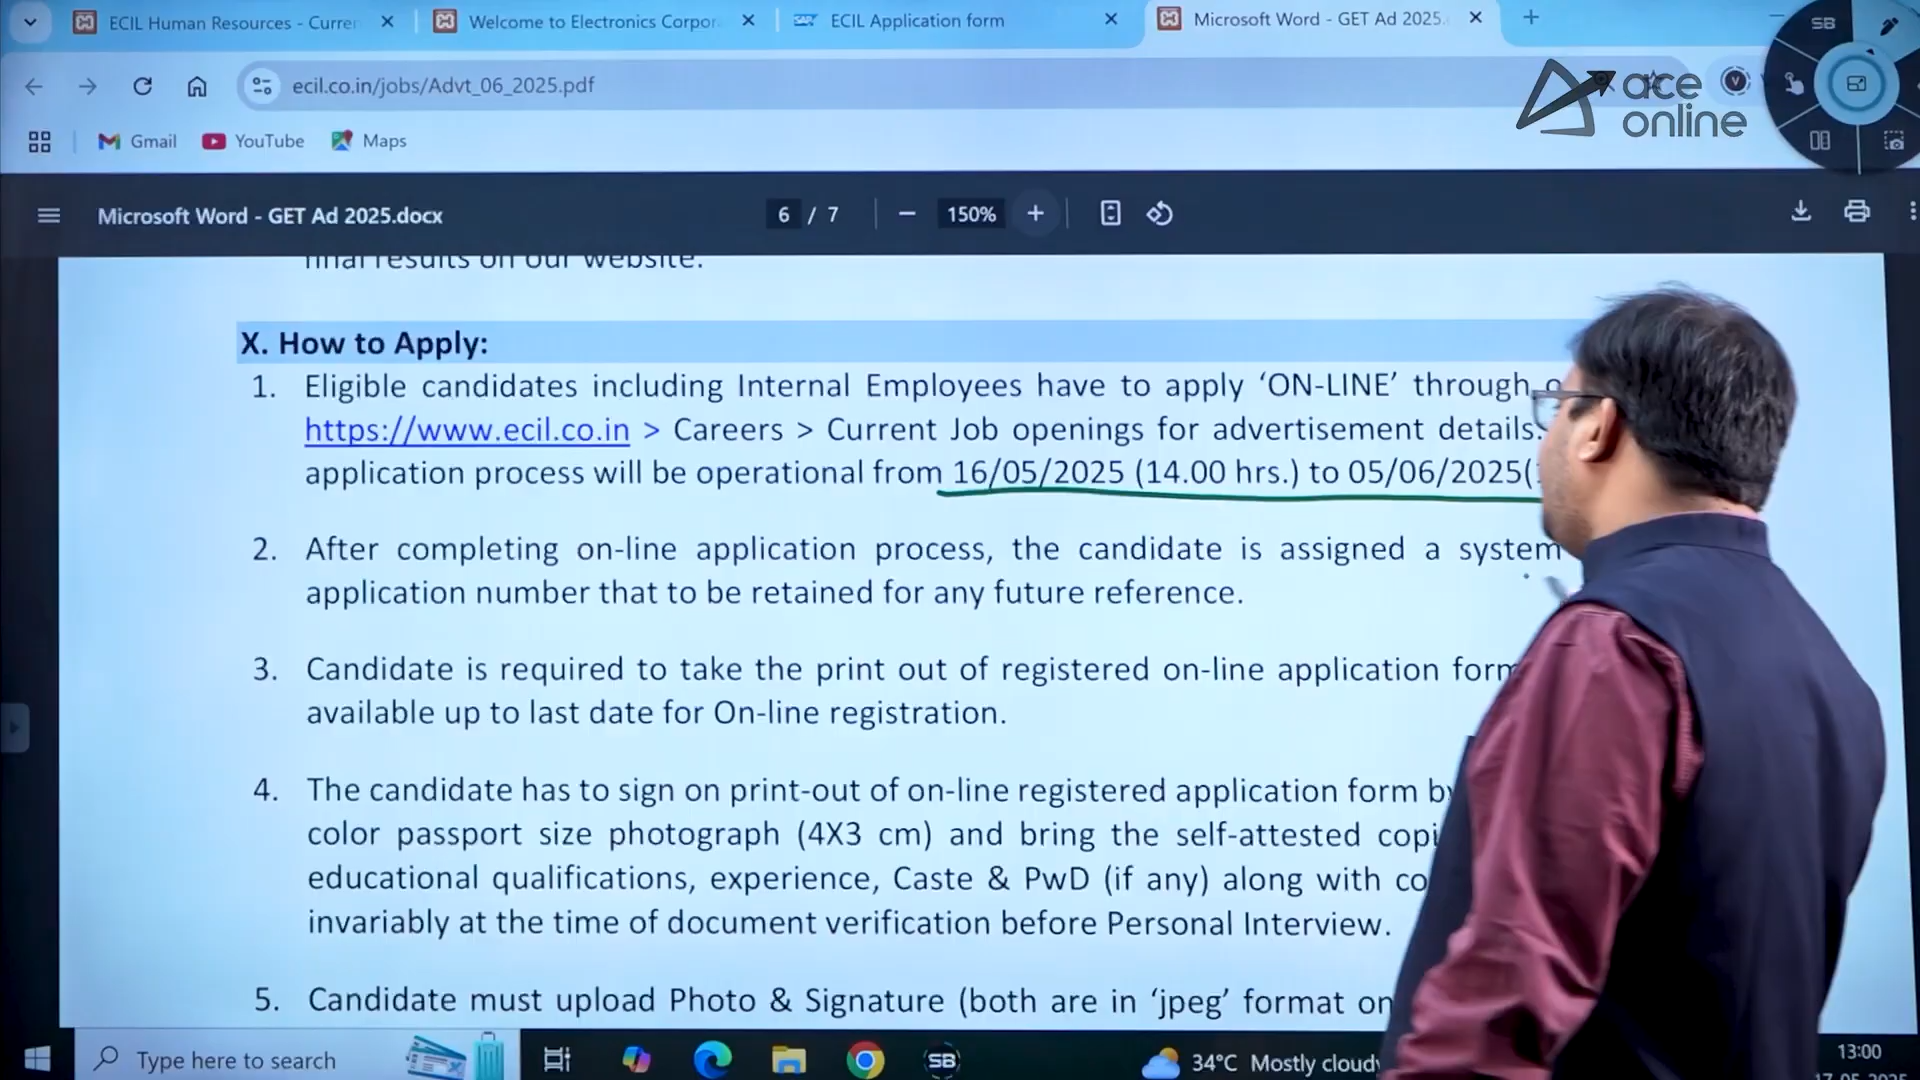 ECIL Human Resources - Curren
Welcome to Electronics Corpor
ECIL Application form
Microsoft Word - GET Ad 2025.
SB
ecil.co.in/jobs/Advt_06_2025.pdf
V
ace
online
Gmail
YouTube
Maps
Microsoft Word - GET Ad 2025.docx
6 / 7
150%
final results on our website.
X. How to Apply:
1. Eligible candidates including Internal Employees have to apply ‘ON-LINE’ through
https://www.ecil.co.in > Careers > Current Job openings for advertisement details.
application process will be operational from 16/05/2025 (14.00 hrs.) to 05/06/2025(
2. After completing on-line application process, the candidate is assigned a system
application number that to be retained for any future reference.
3. Candidate is required to take the print out of registered on-line application form
available up to last date for On-line registration.
4. The candidate has to sign on print-out of on-line registered application form by
color passport size photograph (4X3 cm) and bring the self-attested copi
educational qualifications, experience, Caste & PwD (if any) along with co
invariably at the time of document verification before Personal Interview.
5. Candidate must upload Photo & Signature (both are in ‘jpeg’ format on
Type here to search
SB
34°C Mostly cloudy
13:00
17-05-2025